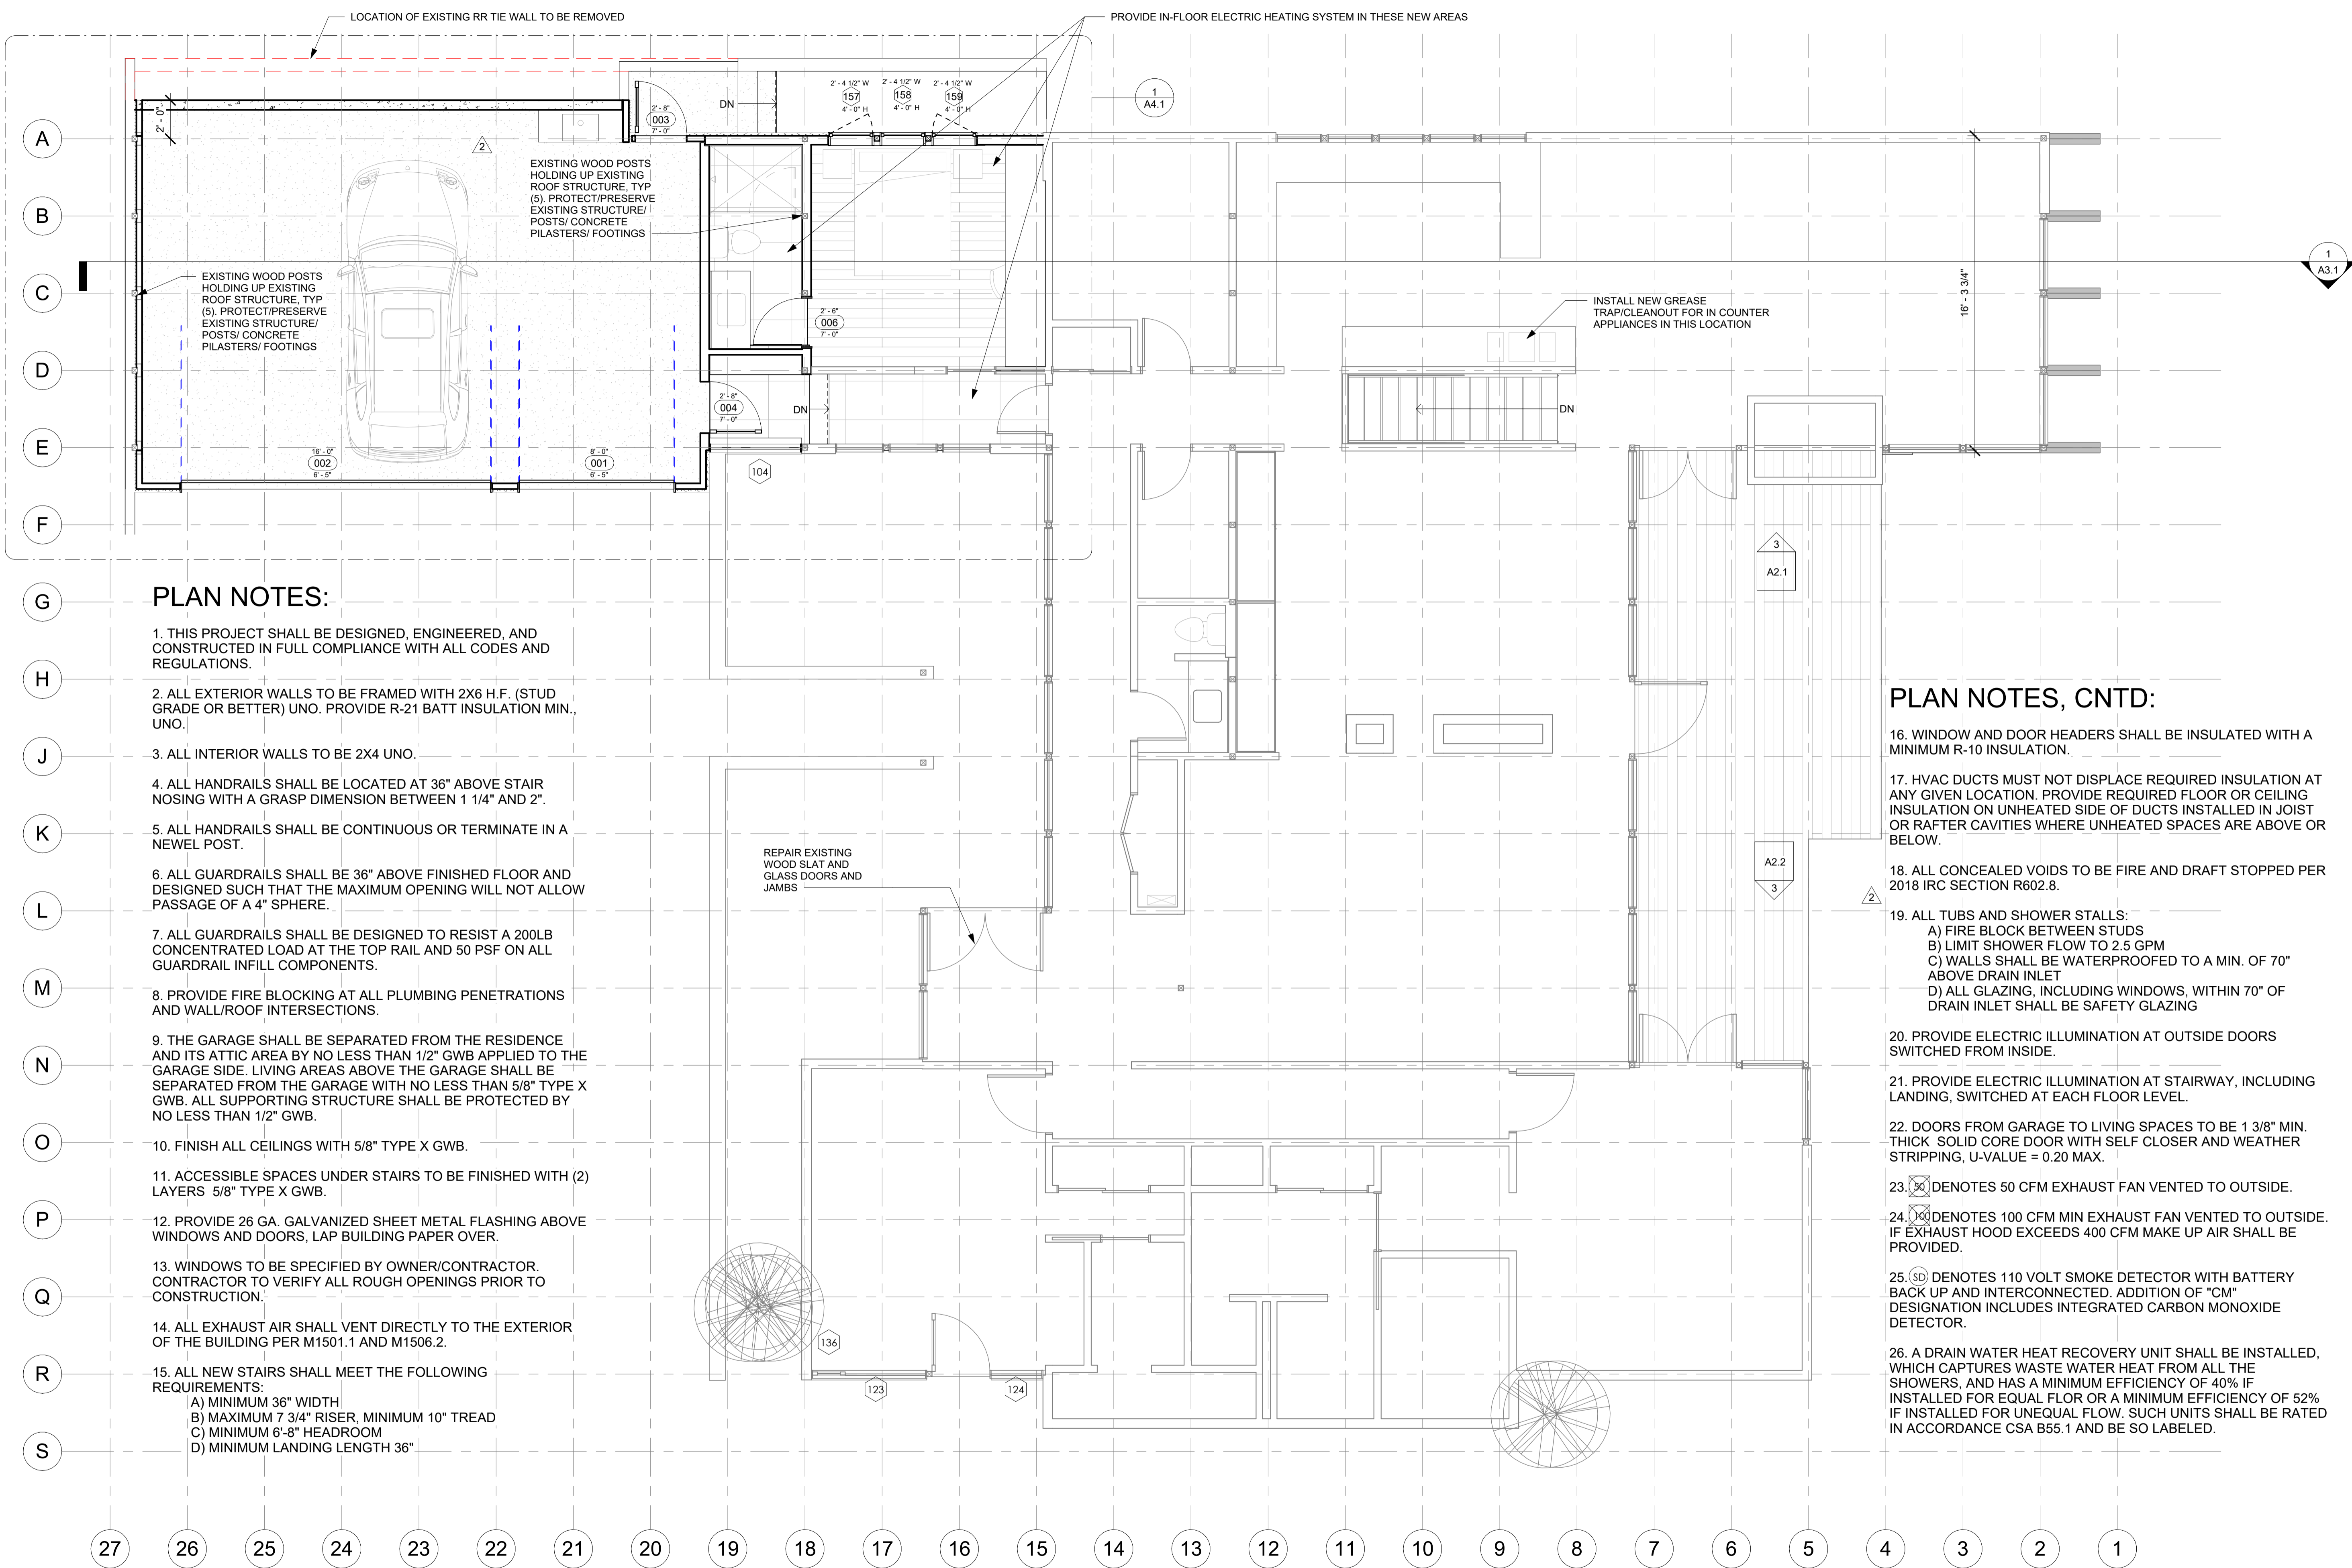 LOCATION OF EXISTING RR TIE WALL TO BE REMOVED
PROVIDE IN-FLOOR ELECTRIC HEATING SYSTEM IN THESE NEW AREAS
2' - 4 1/2" W
157
4' - 0" H
2' - 4 1/2" W
158
4' - 0" H
2' - 4 1/2" W
159
4' - 0" H
1
A4.1
2' - 0"
DN
2' - 8"
003
7' - 0"
2
EXISTING WOOD POSTS
HOLDING UP EXISTING
ROOF STRUCTURE, TYP
(5). PROTECT/PRESERVE
EXISTING STRUCTURE/
POSTS/ CONCRETE
PILASTERS/ FOOTINGS
EXISTING WOOD POSTS
HOLDING UP EXISTING
ROOF STRUCTURE, TYP
(5). PROTECT/PRESERVE
EXISTING STRUCTURE/
POSTS/ CONCRETE
PILASTERS/ FOOTINGS
2' - 6"
006
7' - 0"
INSTALL NEW GREASE
TRAP/CLEANOUT FOR IN COUNTER
APPLIANCES IN THIS LOCATION
16' - 3 3/4"
1
A3.1
2' - 8"
004
7' - 0"
DN
DN
16' - 0"
002
6' - 5"
8' - 0"
001
6' - 5"
104
3
A2.1
A2.2
3
2
REPAIR EXISTING
WOOD SLAT AND
GLASS DOORS AND
JAMBS
136
123
124
A
B
C
D
E
F
G
H
J
K
L
M
N
O
P
Q
R
S
PLAN NOTES:
1. THIS PROJECT SHALL BE DESIGNED, ENGINEERED, AND
CONSTRUCTED IN FULL COMPLIANCE WITH ALL CODES AND
REGULATIONS.
2. ALL EXTERIOR WALLS TO BE FRAMED WITH 2X6 H.F. (STUD
GRADE OR BETTER) UNO. PROVIDE R-21 BATT INSULATION MIN.,
UNO.
3. ALL INTERIOR WALLS TO BE 2X4 UNO.
4. ALL HANDRAILS SHALL BE LOCATED AT 36" ABOVE STAIR
NOSING WITH A GRASP DIMENSION BETWEEN 1 1/4" AND 2".
5. ALL HANDRAILS SHALL BE CONTINUOUS OR TERMINATE IN A
NEWEL POST.
6. ALL GUARDRAILS SHALL BE 36" ABOVE FINISHED FLOOR AND
DESIGNED SUCH THAT THE MAXIMUM OPENING WILL NOT ALLOW
PASSAGE OF A 4" SPHERE.
7. ALL GUARDRAILS SHALL BE DESIGNED TO RESIST A 200LB
CONCENTRATED LOAD AT THE TOP RAIL AND 50 PSF ON ALL
GUARDRAIL INFILL COMPONENTS.
8. PROVIDE FIRE BLOCKING AT ALL PLUMBING PENETRATIONS
AND WALL/ROOF INTERSECTIONS.
9. THE GARAGE SHALL BE SEPARATED FROM THE RESIDENCE
AND ITS ATTIC AREA BY NO LESS THAN 1/2" GWB APPLIED TO THE
GARAGE SIDE. LIVING AREAS ABOVE THE GARAGE SHALL BE
SEPARATED FROM THE GARAGE WITH NO LESS THAN 5/8" TYPE X
GWB. ALL SUPPORTING STRUCTURE SHALL BE PROTECTED BY
NO LESS THAN 1/2" GWB.
10. FINISH ALL CEILINGS WITH 5/8" TYPE X GWB.
11. ACCESSIBLE SPACES UNDER STAIRS TO BE FINISHED WITH (2)
LAYERS 5/8" TYPE X GWB.
12. PROVIDE 26 GA. GALVANIZED SHEET METAL FLASHING ABOVE
WINDOWS AND DOORS, LAP BUILDING PAPER OVER.
13. WINDOWS TO BE SPECIFIED BY OWNER/CONTRACTOR.
CONTRACTOR TO VERIFY ALL ROUGH OPENINGS PRIOR TO
CONSTRUCTION.
14. ALL EXHAUST AIR SHALL VENT DIRECTLY TO THE EXTERIOR
OF THE BUILDING PER M1501.1 AND M1506.2.
15. ALL NEW STAIRS SHALL MEET THE FOLLOWING
REQUIREMENTS:
A) MINIMUM 36" WIDTH
B) MAXIMUM 7 3/4" RISER, MINIMUM 10" TREAD
C) MINIMUM 6'-8" HEADROOM
D) MINIMUM LANDING LENGTH 36"
PLAN NOTES, CNTD:
16. WINDOW AND DOOR HEADERS SHALL BE INSULATED WITH A
MINIMUM R-10 INSULATION.
17. HVAC DUCTS MUST NOT DISPLACE REQUIRED INSULATION AT
ANY GIVEN LOCATION. PROVIDE REQUIRED FLOOR OR CEILING
INSULATION ON UNHEATED SIDE OF DUCTS INSTALLED IN JOIST
OR RAFTER CAVITIES WHERE UNHEATED SPACES ARE ABOVE OR
BELOW.
18. ALL CONCEALED VOIDS TO BE FIRE AND DRAFT STOPPED PER
2018 IRC SECTION R602.8.
19. ALL TUBS AND SHOWER STALLS:
A) FIRE BLOCK BETWEEN STUDS
B) LIMIT SHOWER FLOW TO 2.5 GPM
C) WALLS SHALL BE WATERPROOFED TO A MIN. OF 70"
ABOVE DRAIN INLET
D) ALL GLAZING, INCLUDING WINDOWS, WITHIN 70" OF
DRAIN INLET SHALL BE SAFETY GLAZING
20. PROVIDE ELECTRIC ILLUMINATION AT OUTSIDE DOORS
SWITCHED FROM INSIDE.
21. PROVIDE ELECTRIC ILLUMINATION AT STAIRWAY, INCLUDING
LANDING, SWITCHED AT EACH FLOOR LEVEL.
22. DOORS FROM GARAGE TO LIVING SPACES TO BE 1 3/8" MIN.
THICK SOLID CORE DOOR WITH SELF CLOSER AND WEATHER
STRIPPING, U-VALUE = 0.20 MAX.
23. 50 DENOTES 50 CFM EXHAUST FAN VENTED TO OUTSIDE.
24. 100 DENOTES 100 CFM MIN EXHAUST FAN VENTED TO OUTSIDE.
IF EXHAUST HOOD EXCEEDS 400 CFM MAKE UP AIR SHALL BE
PROVIDED.
25. SD DENOTES 110 VOLT SMOKE DETECTOR WITH BATTERY
BACK UP AND INTERCONNECTED. ADDITION OF "CM"
DESIGNATION INCLUDES INTEGRATED CARBON MONOXIDE
DETECTOR.
26. A DRAIN WATER HEAT RECOVERY UNIT SHALL BE INSTALLED,
WHICH CAPTURES WASTE WATER HEAT FROM ALL THE
SHOWERS, AND HAS A MINIMUM EFFICIENCY OF 40% IF
INSTALLED FOR EQUAL FLOR OR A MINIMUM EFFICIENCY OF 52%
IF INSTALLED FOR UNEQUAL FLOW. SUCH UNITS SHALL BE RATED
IN ACCORDANCE CSA B55.1 AND BE SO LABELED.
27 26 25 24 23 22 21 20 19 18 17 16 15 14 13 12 11 10 9 8 7 6 5 4 3 2 1